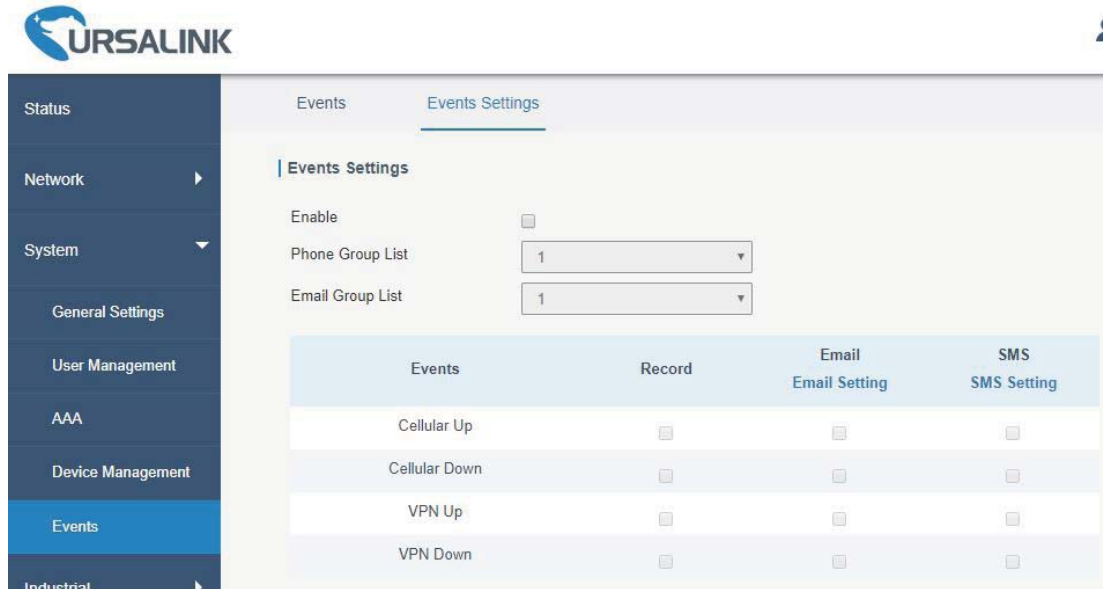 URSALINK
Status
Network
System
General Settings
User Management
AAA
Device Management
Events
Industrial
Events Events Settings
Events Settings
Enable
Phone Group List 1
Email Group List 1
Events Record Email SMS
Email Setting SMS Setting
Cellular Up
Cellular Down
VPN Up
VPN Down